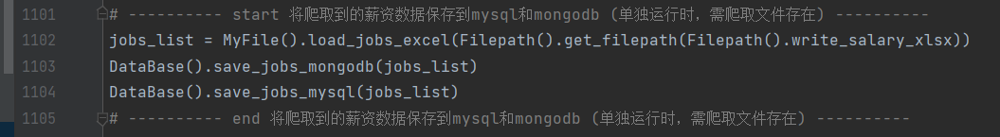 1101 # ---------- start 将爬取到的薪资数据保存到mysql和mongodb (单独运行时，需爬取文件存在) ----------
1102 jobs_list = MyFile().load_jobs_excel(Filepath().get_filepath(Filepath().write_salary_xlsx))
1103 DataBase().save_jobs_mongodb(jobs_list)
1104 DataBase().save_jobs_mysql(jobs_list)
1105 # ---------- end 将爬取到的薪资数据保存到mysql和mongodb (单独运行时，需爬取文件存在) ----------